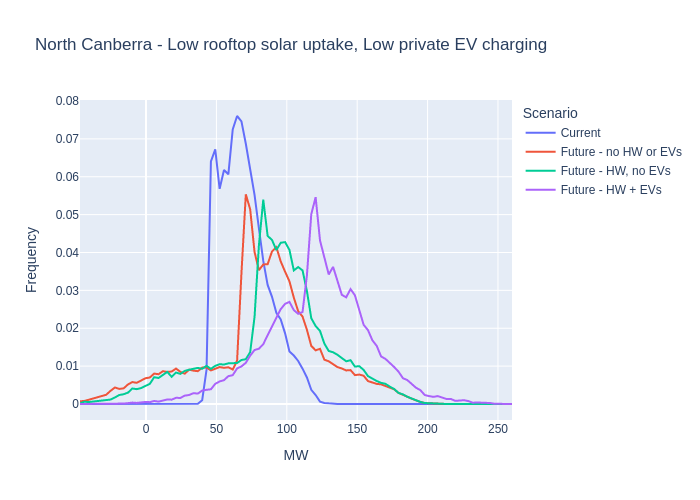 North Canberra - Low rooftop solar uptake, Low private EV charging
Scenario
Current
Future - no HW or EVs
Future - HW, no EVs
Future - HW + EVs
Frequency
0.08
0.07
0.06
0.05
0.04
0.03
0.02
0.01
0
0 50 100 150 200 250
MW